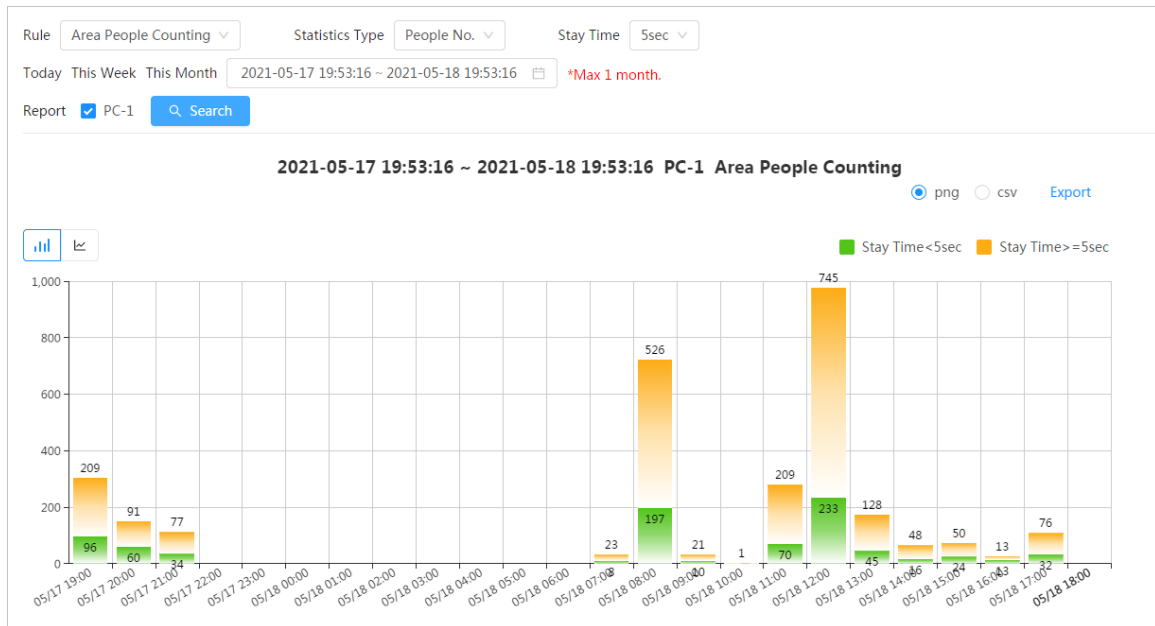 Rule Area People Counting Statistics Type People No. Stay Time 5sec
Today This Week This Month 2021-05-17 19:53:16 ~ 2021-05-18 19:53:16 *Max 1 month.
Report PC-1 Search
2021-05-17 19:53:16 ~ 2021-05-18 19:53:16 PC-1 Area People Counting
png csv Export
Stay Time<5sec Stay Time>=5sec
1,000
800
600
400
200
0
209 91 77 23 526 21 1 209 745 128 48 50 13 76
96 60 34 197 70 233 45 16 24 13 32
05/17 19:00 05/17 20:00 05/17 21:00 05/17 22:00 05/17 23:00 05/18 00:00 05/18 01:00 05/18 02:00 05/18 03:00 05/18 04:00 05/18 05:00 05/18 06:00 05/18 07:00 05/18 08:00 05/18 09:00 05/18 10:00 05/18 11:00 05/18 12:00 05/18 13:00 05/18 14:00 05/18 15:00 05/18 16:00 05/18 17:00 05/18 18:00